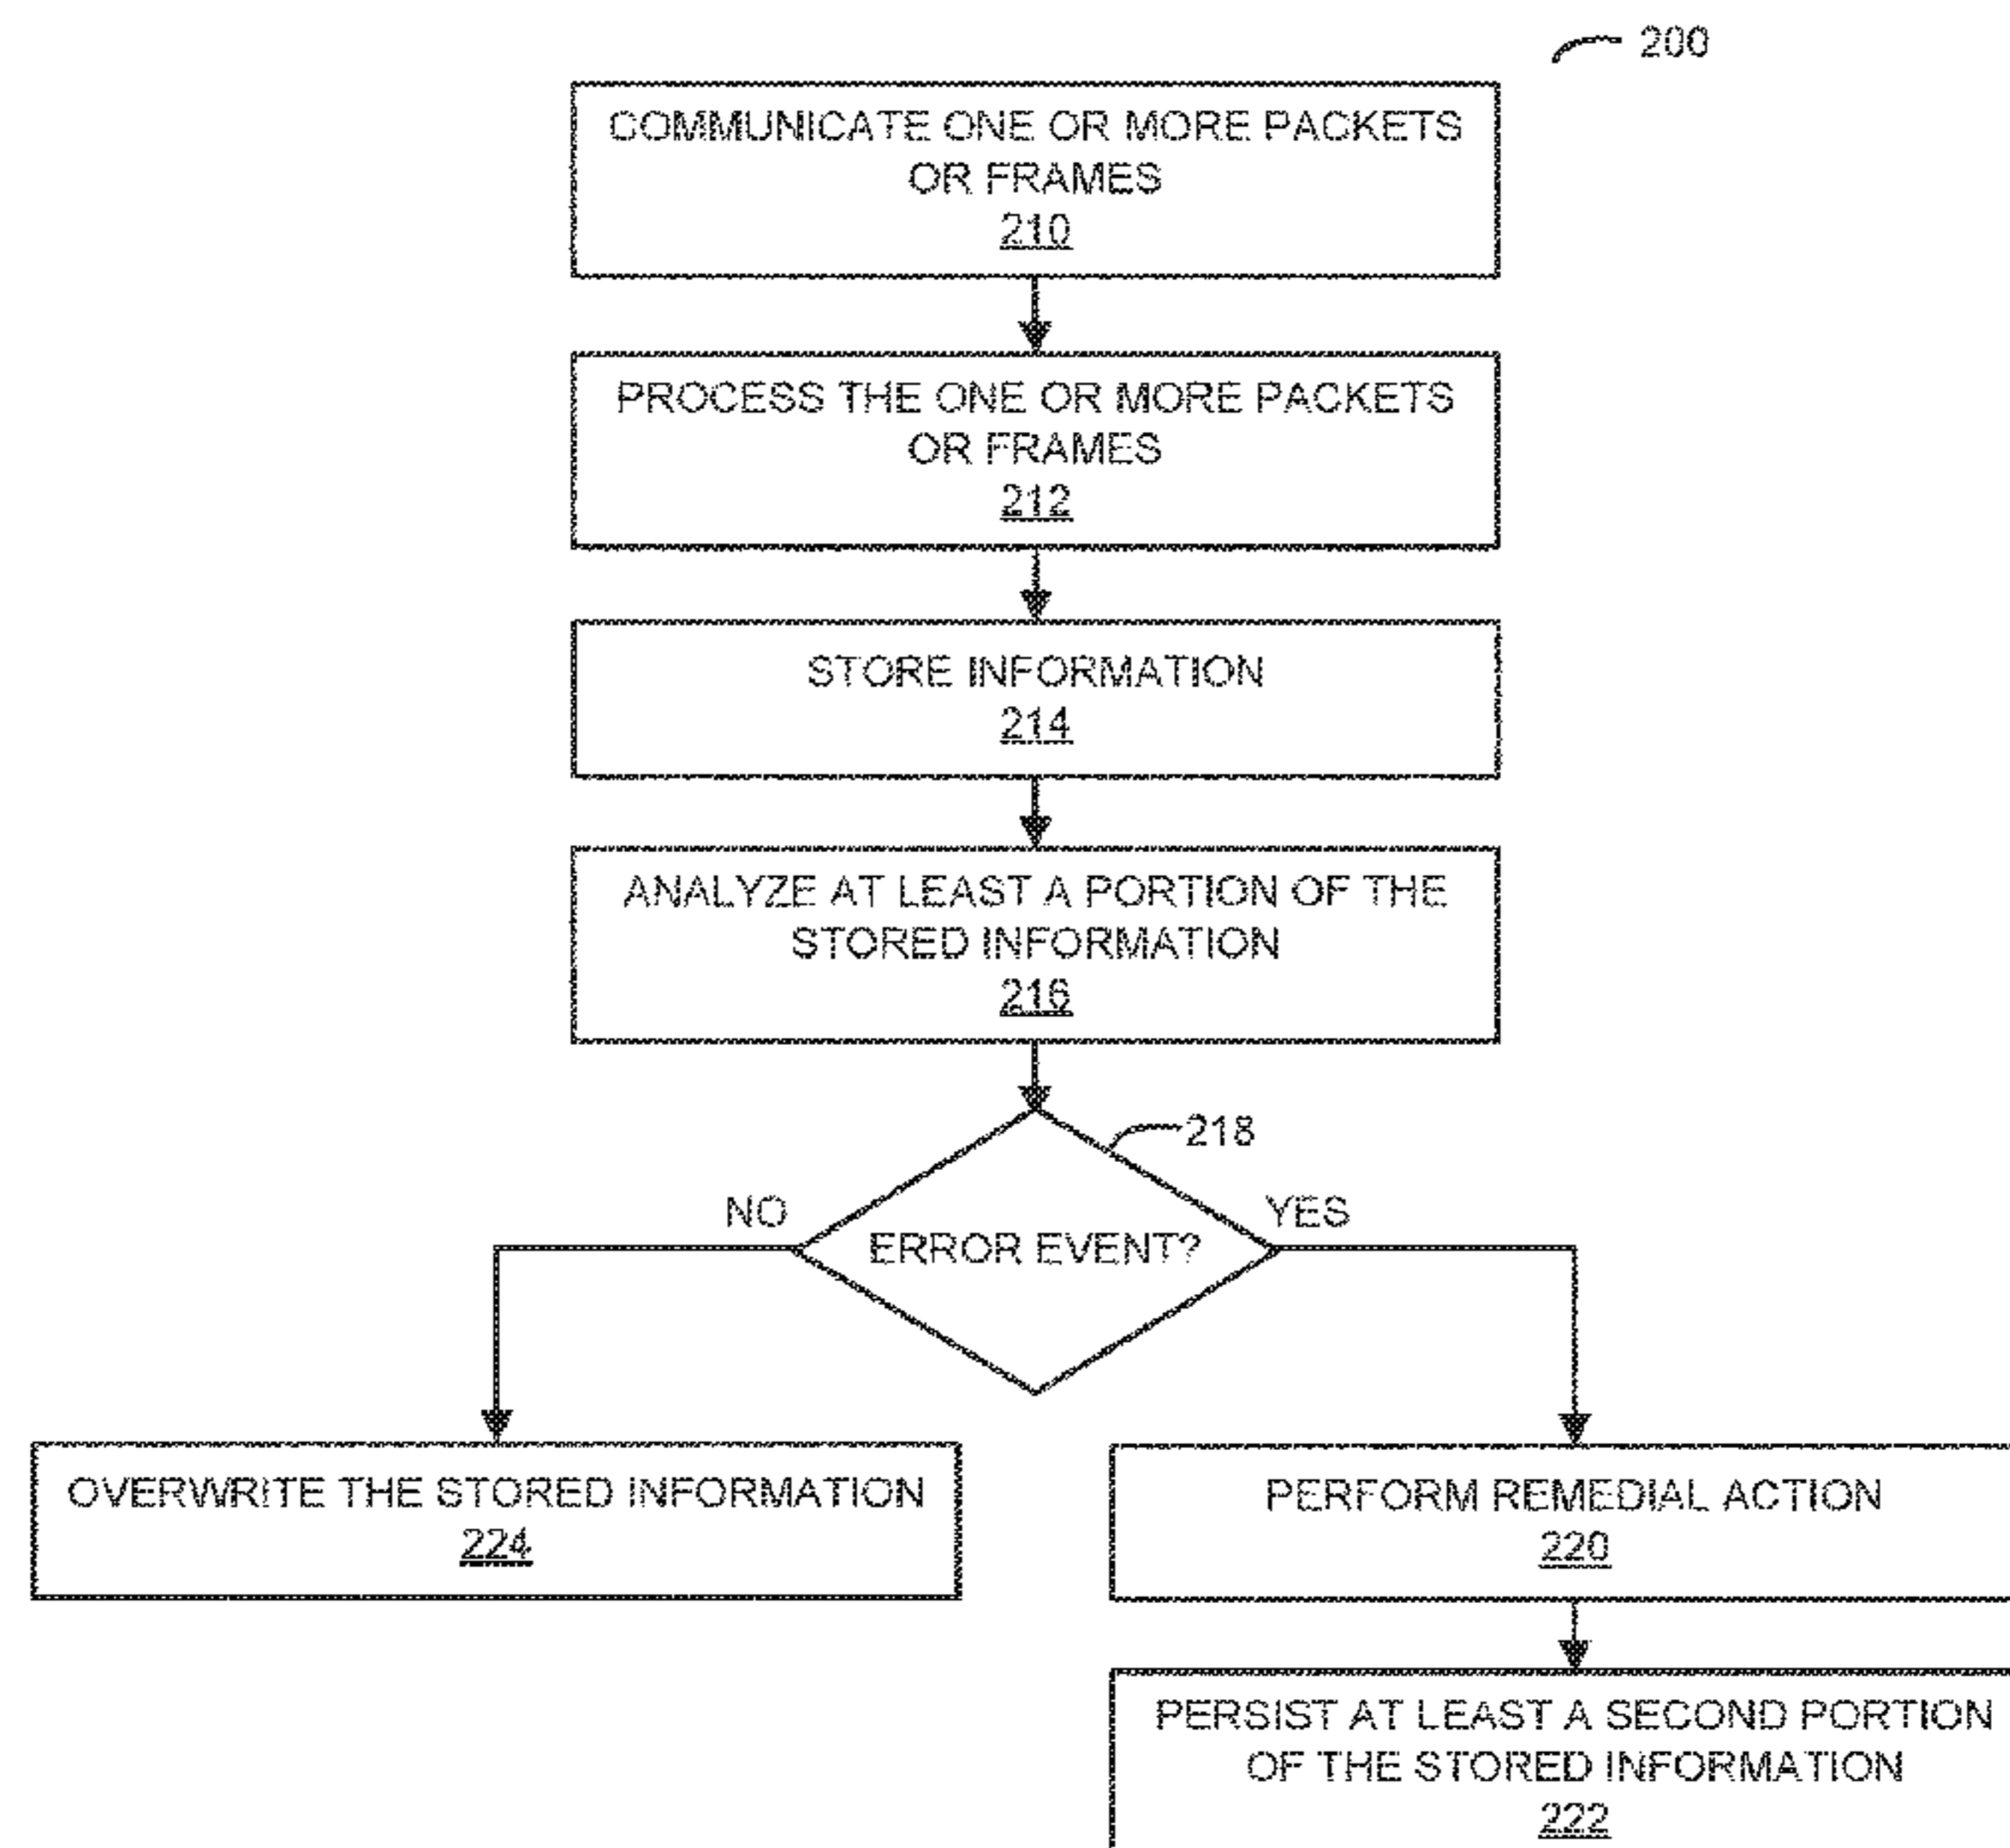 200
COMMUNICATE ONE OR MORE PACKETS
OR FRAMES
210
PROCESS THE ONE OR MORE PACKETS
OR FRAMES
212
STORE INFORMATION
214
ANALYZE AT LEAST A PORTION OF THE
STORED INFORMATION
216
218
NO
YES
ERROR EVENT?
OVERWRITE THE STORED INFORMATION
224
PERFORM REMEDIAL ACTION
220
PERSIST AT LEAST A SECOND PORTION
OF THE STORED INFORMATION
222